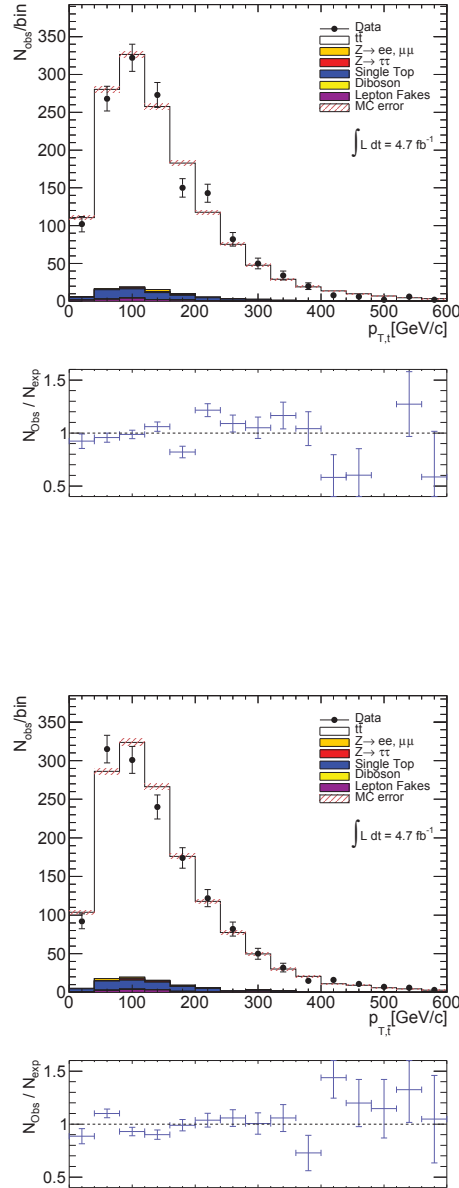 N_obs/bin
350
300
250
200
150
100
50
0
Data
tt̄
Z→ ee, μμ
Z→ ττ
Single Top
Diboson
Lepton Fakes
MC error
∫ L dt = 4.7 fb⁻¹
0 100 200 300 400 500 600
p_T,t [GeV/c]
N_Obs / N_exp
1.5
1
0.5
N_obs/bin
350
300
250
200
150
100
50
0
Data
tt̄
Z→ ee, μμ
Z→ ττ
Single Top
Diboson
Lepton Fakes
MC error
∫ L dt = 4.7 fb⁻¹
0 100 200 300 400 500 600
p_T,t̄ [GeV/c]
N_Obs / N_exp
1.5
1
0.5